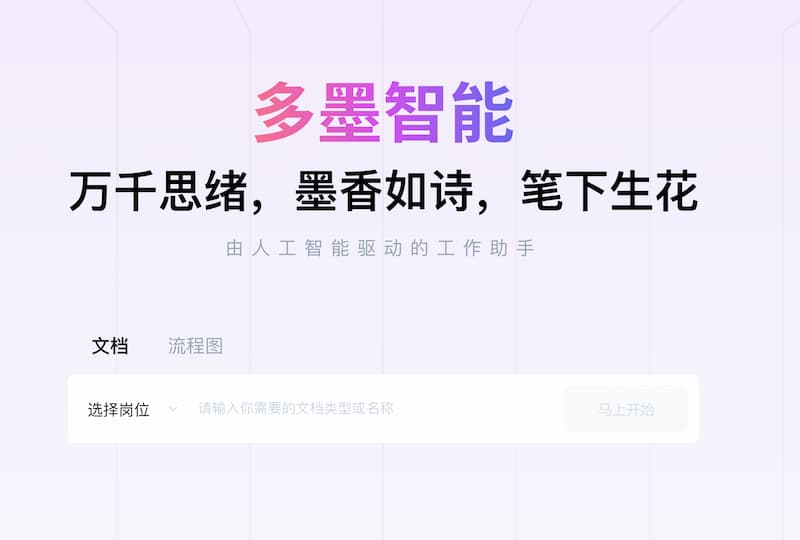 多墨智能
万千思绪，墨香如诗，笔下生花
由人工智能驱动的工作助手
文档 流程图
选择岗位 请输入你需要的文档类型或名称 马上开始